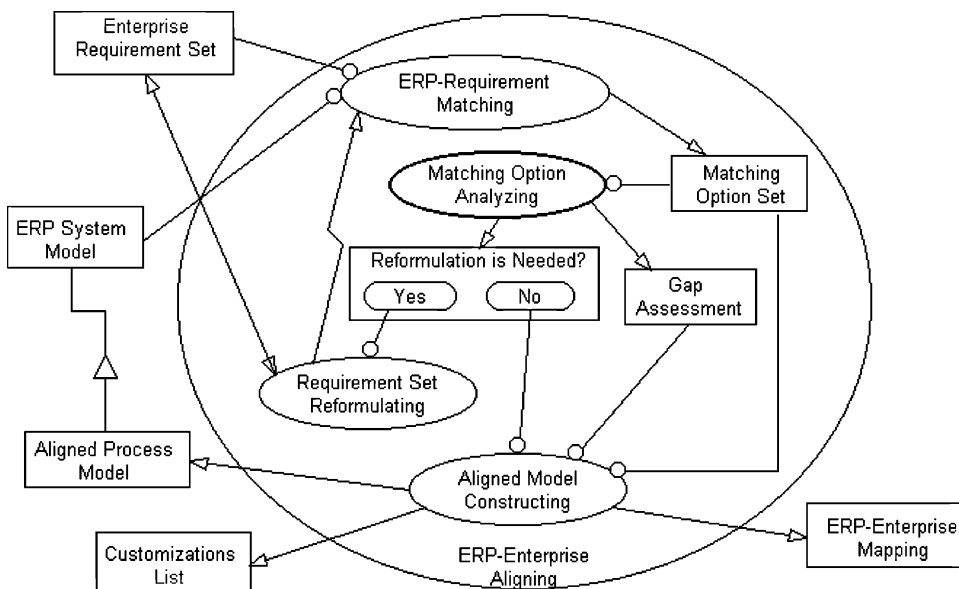 Enterprise
Requirement Set
ERP-Requirement
Matching
Matching Option
Analyzing
Matching
Option Set
ERP System
Model
Reformulation is Needed?
Yes
No
Gap
Assessment
Requirement Set
Reformulating
Aligned Process
Model
Aligned Model
Constructing
ERP-Enterprise
Mapping
Customizations
List
ERP-Enterprise
Aligning